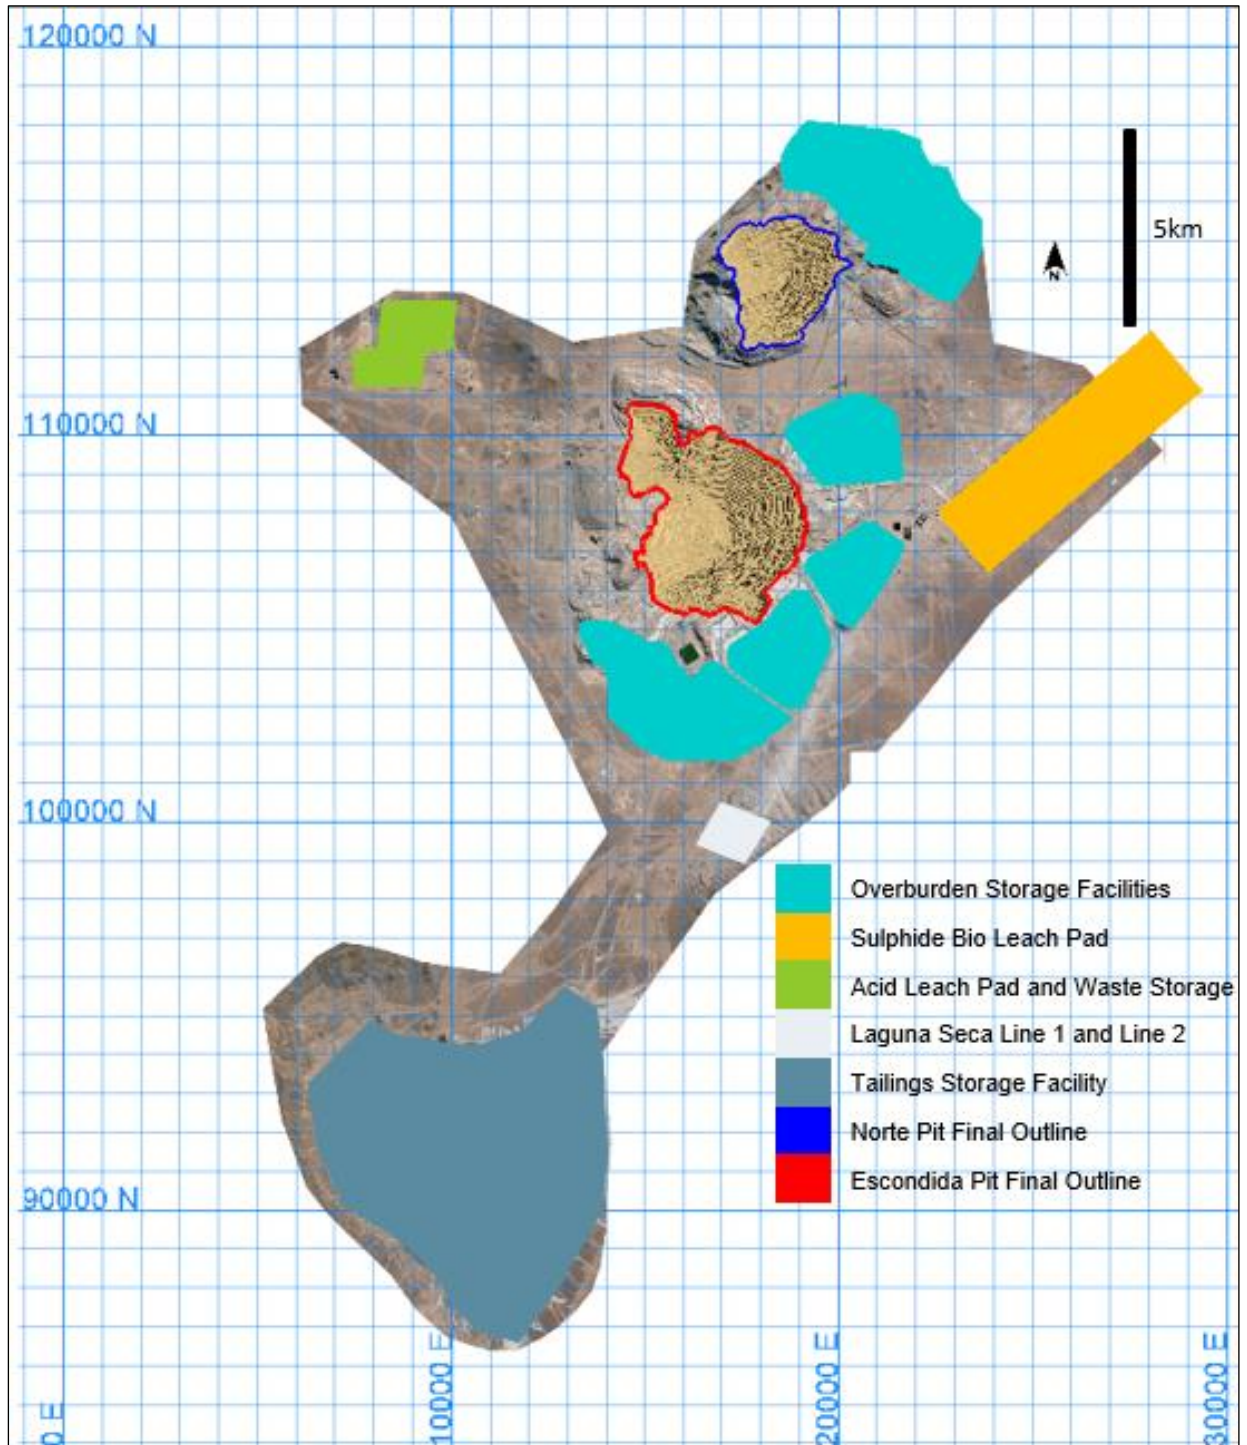 120000 N
5km
N
110000 N
100000 N
Overburden Storage Facilities
Sulphide Bio Leach Pad
Acid Leach Pad and Waste Storage
Laguna Seca Line 1 and Line 2
Tailings Storage Facility
Norte Pit Final Outline
Escondida Pit Final Outline
90000 N
0 E
10000 E
20000 E
30000 E